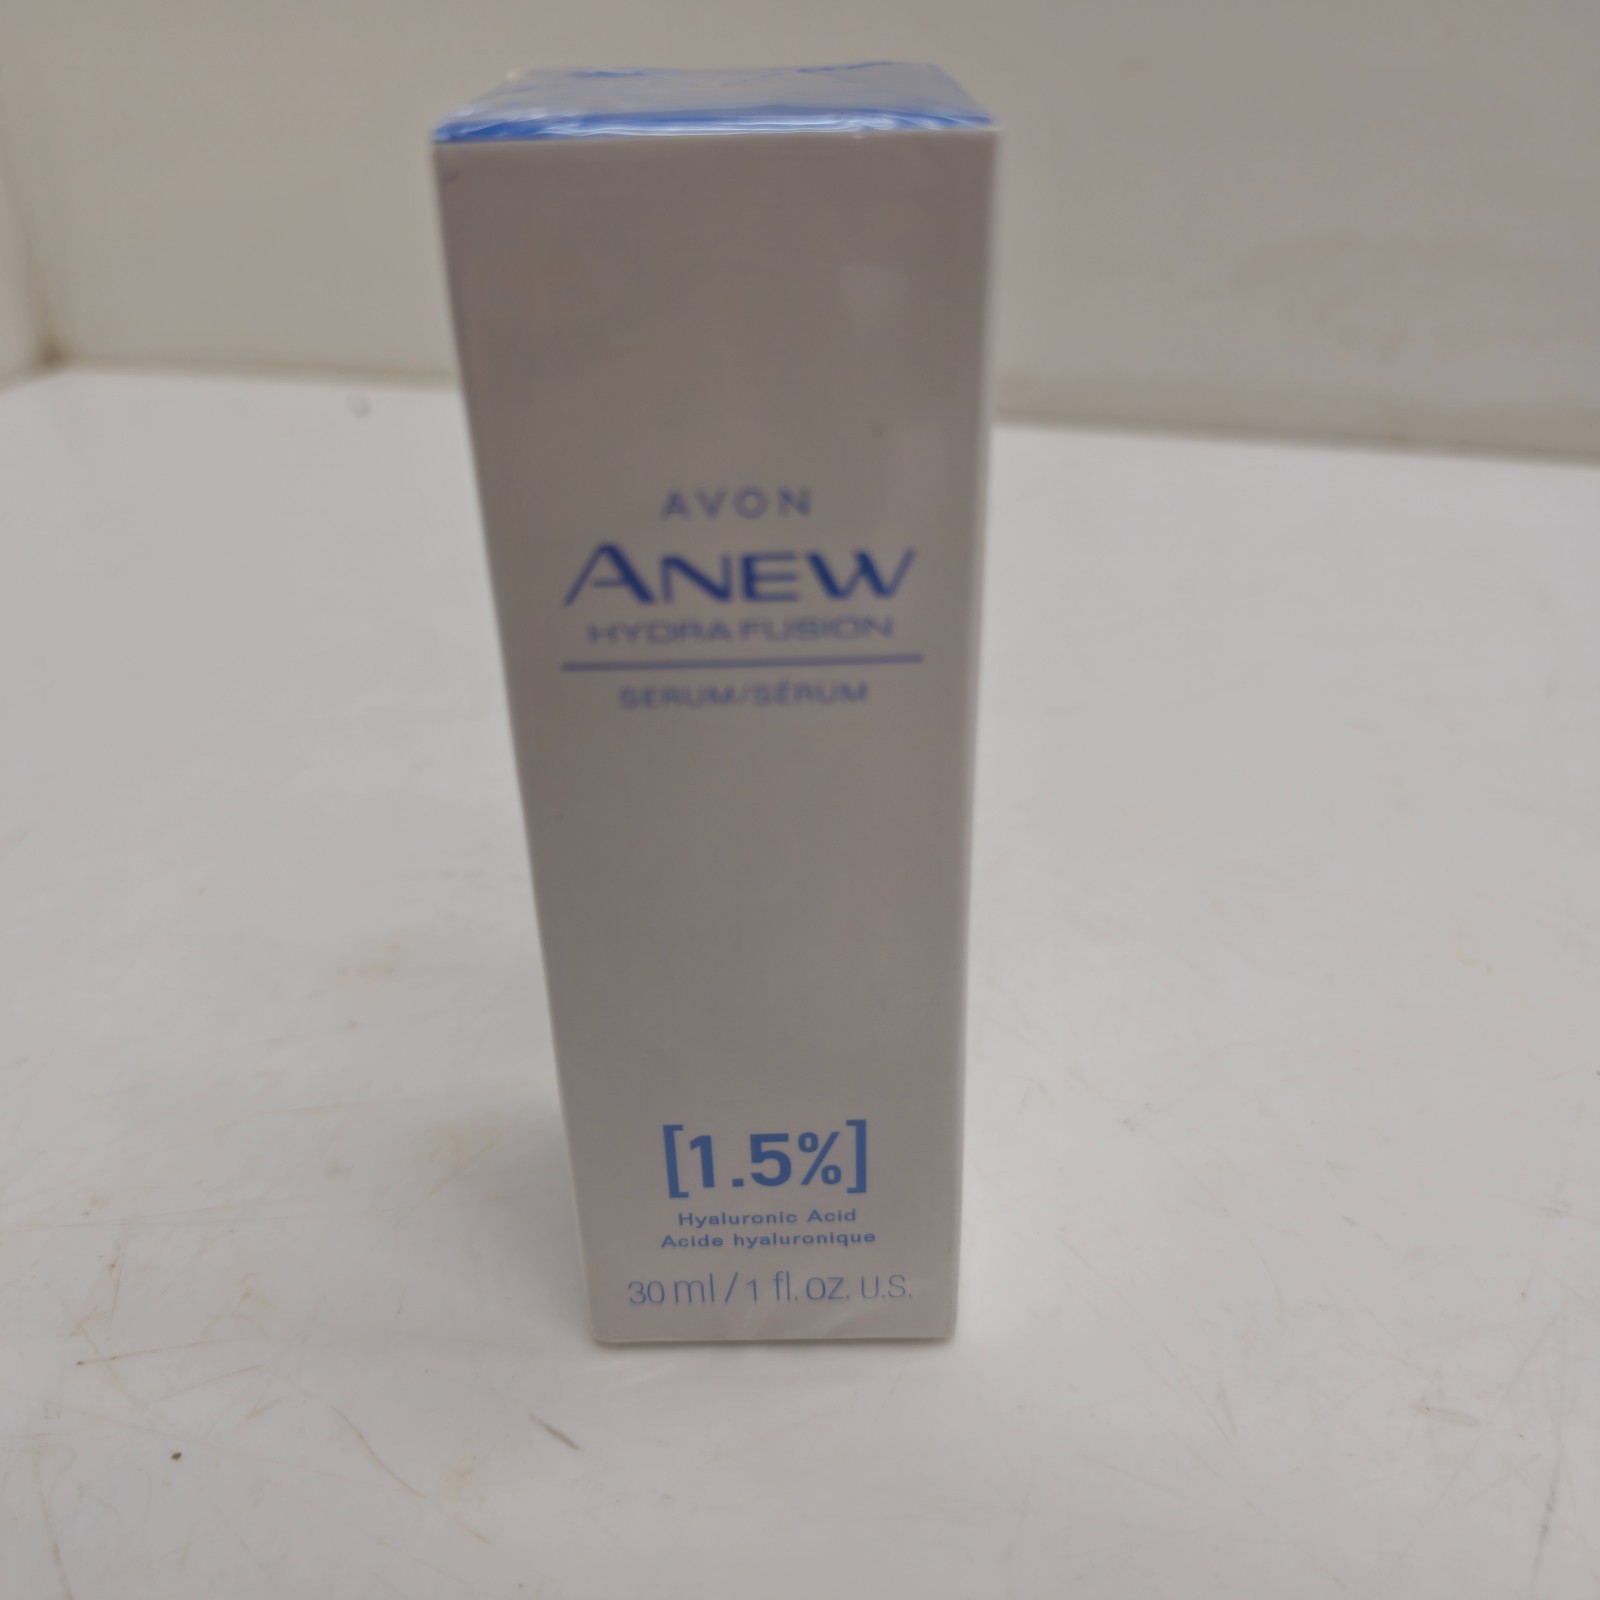 AVON
ANEW
HYDRA FUSION
SERUM/SÉRUM
[1.5%]
Hyaluronic Acid
Acide hyaluronique
30 ml / 1 fl. oz. U.S.